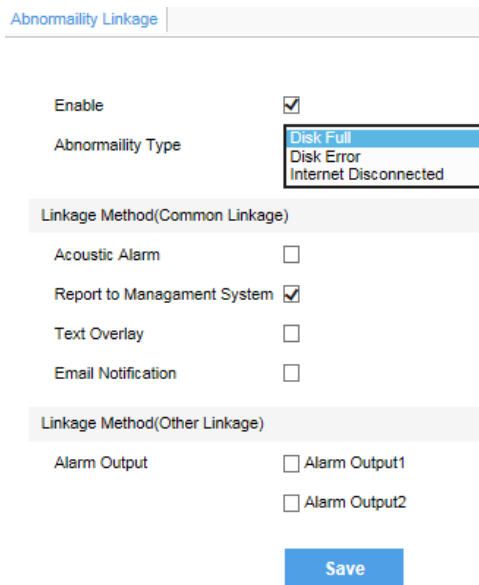 Abnormaility Linkage
Enable
Abnormaility Type
Disk Full
Disk Error
Internet Disconnected
Linkage Method(Common Linkage)
Acoustic Alarm
Report to Managament System
Text Overlay
Email Notification
Linkage Method(Other Linkage)
Alarm Output
Alarm Output1
Alarm Output2
Save